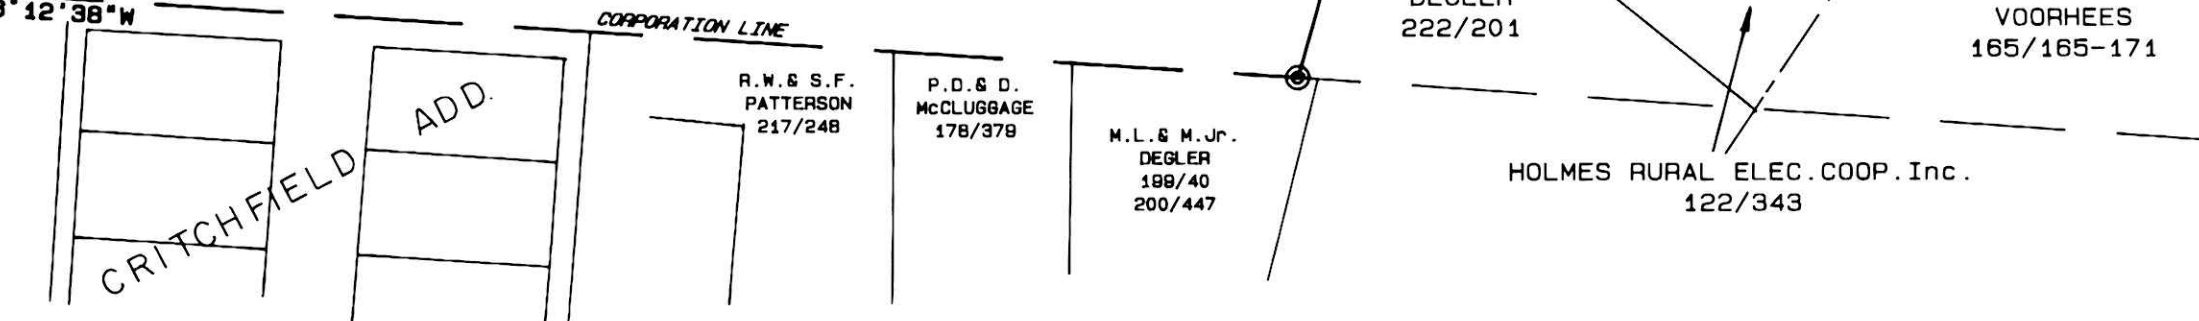 12'38"W
CORPORATION LINE
CRITCHFIELD ADD.
R.W.& S.F.
PATTERSON
217/248
P.D.& D.
McCLUGGAGE
178/379
M.L.& M.Jr.
DEGLER
199/40
200/447
DEGLER
222/201
HOLMES RURAL ELEC.COOP.Inc.
122/343
VOORHEES
165/165-171